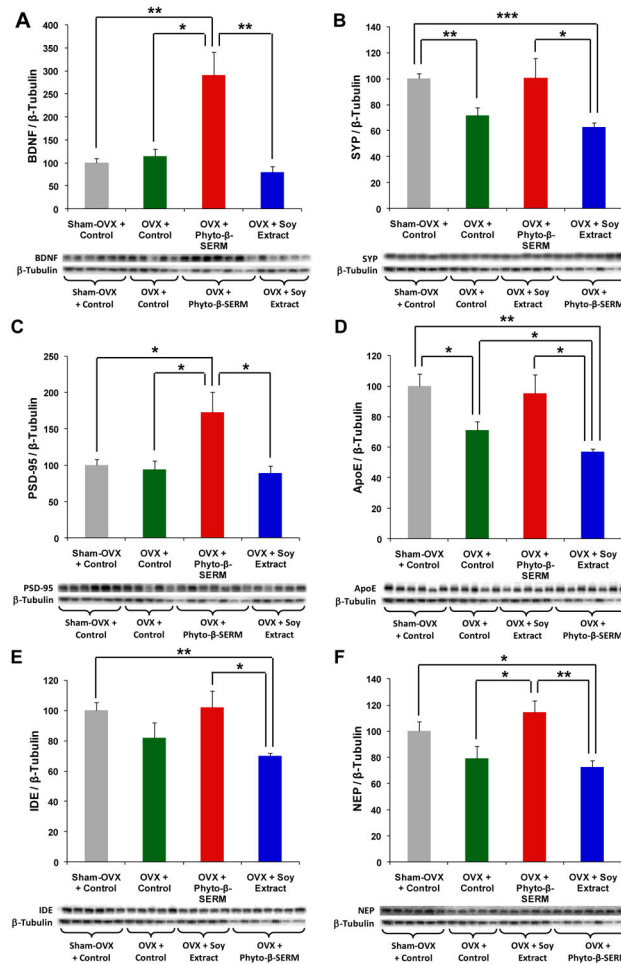 A
BDNF / β-Tubulin
400
350
300
250
200
150
100
50
0
**
*
**
Sham-OVX +
Control
OVX +
Control
OVX +
Phyto-β-
SERM
OVX + Soy
Extract
BDNF
β-Tubulin
Sham-OVX
+ Control
OVX +
Control
OVX +
Phyto-β-SERM
OVX + Soy
Extract
B
SYP / β-Tubulin
140
120
100
80
60
40
20
0
***
**
*
Sham-OVX
+ Control
OVX +
Control
OVX +
Phyto-β-
SERM
OVX + Soy
Extract
SYP
β-Tubulin
Sham-OVX
+ Control
OVX +
Control
OVX + Soy
Extract
OVX +
Phyto-β-SERM
C
PSD-95 / β-Tubulin
250
200
150
100
50
0
*
*
*
Sham-OVX
+ Control
OVX +
Control
OVX +
Phyto-β-
SERM
OVX + Soy
Extract
PSD-95
β-Tubulin
Sham-OVX +
Control
OVX +
Control
OVX +
Phyto-β-SERM
OVX + Soy
Extract
D
ApoE / β-Tubulin
120
100
80
60
40
20
0
**
*
*
*
Sham-OVX
+ Control
OVX +
Control
OVX +
Phyto-β-
SERM
OVX + Soy
Extract
ApoE
β-Tubulin
Sham-OVX
+ Control
OVX +
Control
OVX + Soy
Extract
OVX +
Phyto-β-SERM
E
IDE / β-Tubulin
120
100
80
60
40
20
0
**
*
Sham-OVX
+ Control
OVX +
Control
OVX +
Phyto-β-
SERM
OVX + Soy
Extract
IDE
β-Tubulin
Sham-OVX
+ Control
OVX +
Control
OVX + Soy
Extract
OVX +
Phyto-β-SERM
F
NEP / β-Tubulin
140
120
100
80
60
40
20
0
*
*
**
Sham-OVX
+ Control
OVX +
Control
OVX +
Phyto-β-
SERM
OVX + Soy
Extract
NEP
β-Tubulin
Sham-OVX
+ Control
OVX +
Control
OVX + Soy
Extract
OVX +
Phyto-β-SERM